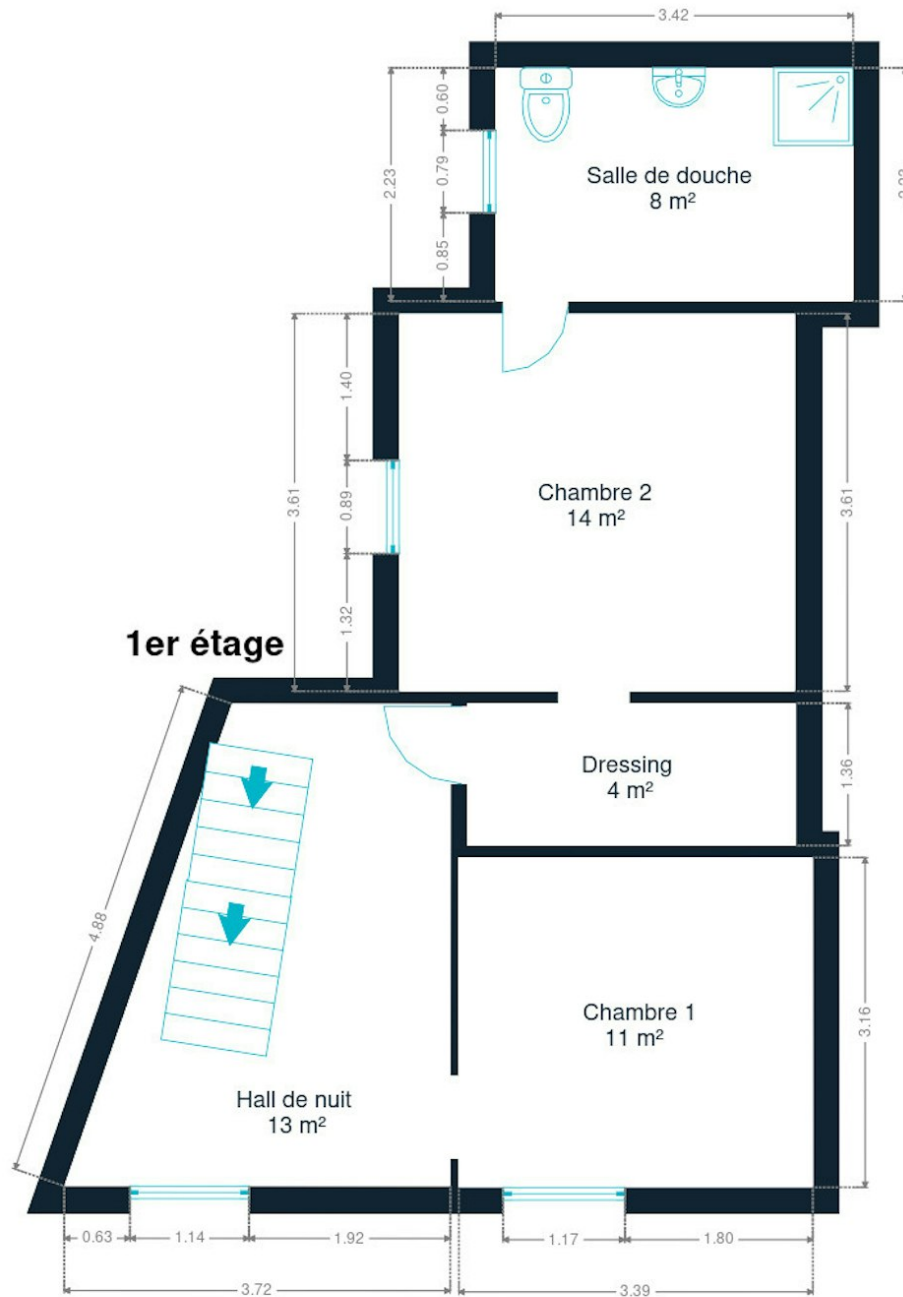 3.42
0.60
0.79
2.23
0.85
Salle de douche
8 m²
1.40
3.61
0.89
1.32
Chambre 2
14 m²
3.61
1er étage
Dressing
4 m²
1.36
4.88
Chambre 1
11 m²
3.16
Hall de nuit
13 m²
0.63
1.14
1.92
1.17
1.80
3.72
3.39